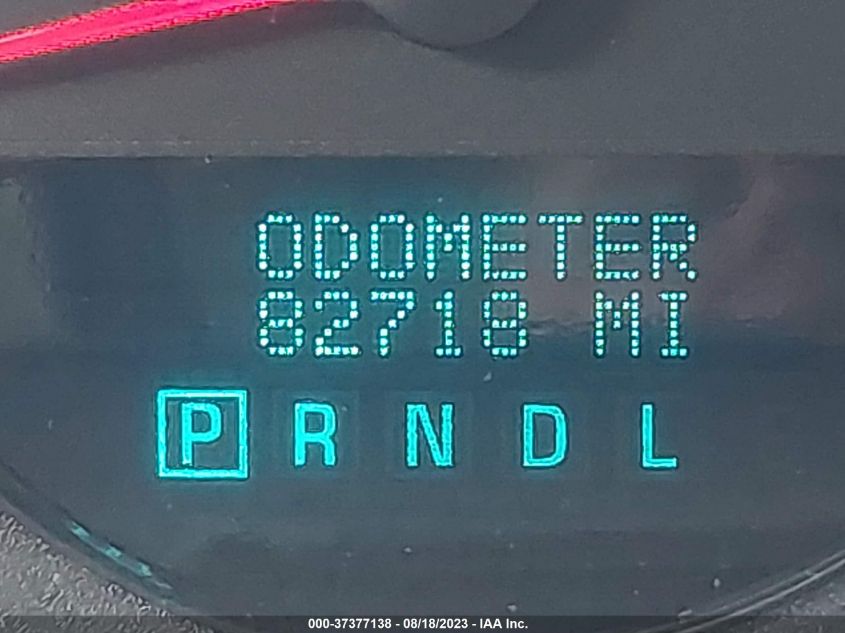 ODOMETER
82718 MI
P R N D L
000-37377138 - 08/18/2023 - IAA Inc.